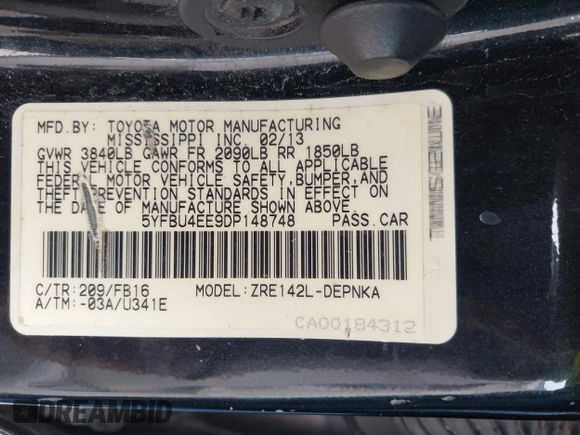 MFD.BY: TOYOTA MOTOR MANUFACTURING
MISSISSIPPI INC. 02/13
GVWR 3840LB GAWR FR 2090LB RR 1850LB
THIS VEHICLE CONFORMS TO ALL APPLICABLE
FEDERAL MOTOR VEHICLE SAFETY, BUMPER, AND
THEFT PREVENTION STANDARDS IN EFFECT ON
THE DATE OF MANUFACTURE SHOWN ABOVE.
5YFBU4EE9DP148748 PASS.CAR
C/TR: 209/FB16 MODEL: ZRE142L-DEPNKA
A/TM: -03A/U341E
CA00184312
DREAMBID